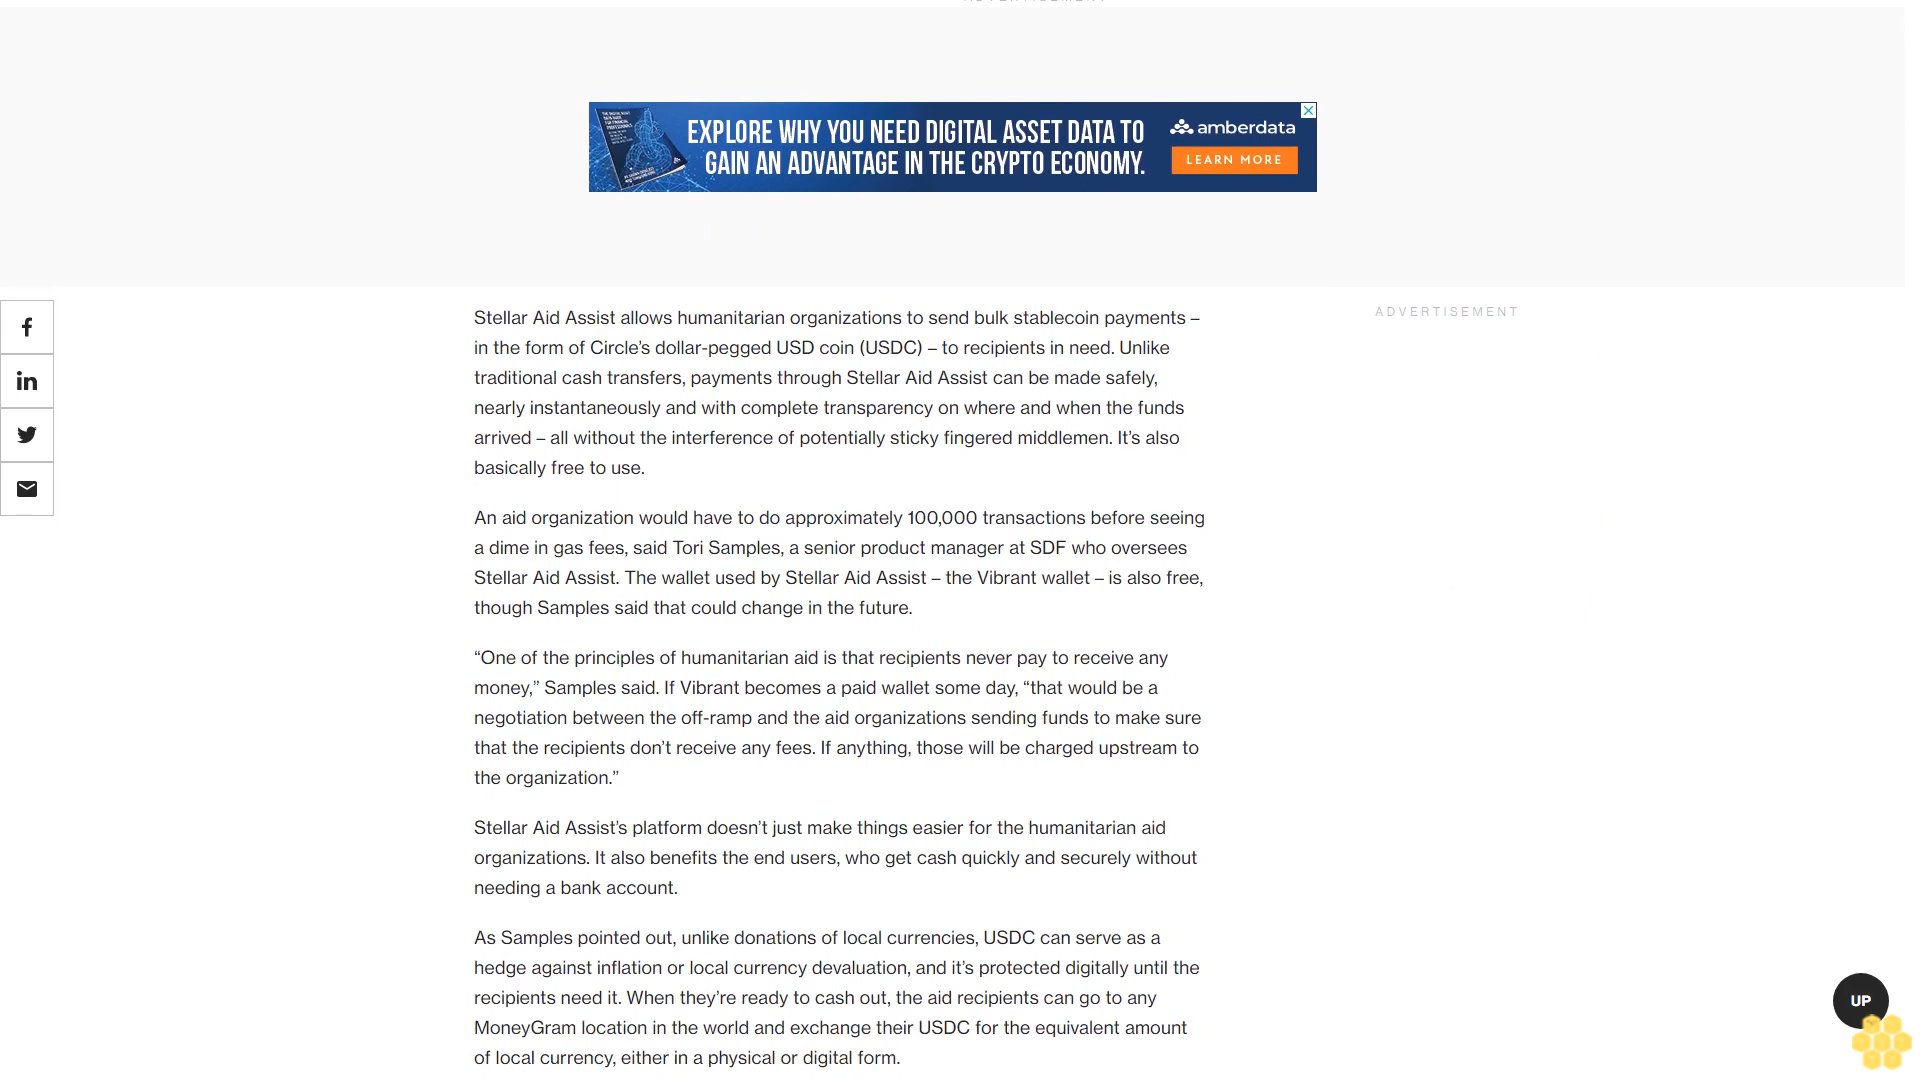 ADVERTISEMENT
EXPLORE WHY YOU NEED DIGITAL ASSET DATA TO
GAIN AN ADVANTAGE IN THE CRYPTO ECONOMY.
amberdata
LEARN MORE
ADVERTISEMENT
Stellar Aid Assist allows humanitarian organizations to send bulk stablecoin payments –
in the form of Circle’s dollar-pegged USD coin (USDC) – to recipients in need. Unlike
traditional cash transfers, payments through Stellar Aid Assist can be made safely,
nearly instantaneously and with complete transparency on where and when the funds
arrived – all without the interference of potentially sticky fingered middlemen. It’s also
basically free to use.
An aid organization would have to do approximately 100,000 transactions before seeing
a dime in gas fees, said Tori Samples, a senior product manager at SDF who oversees
Stellar Aid Assist. The wallet used by Stellar Aid Assist – the Vibrant wallet – is also free,
though Samples said that could change in the future.
“One of the principles of humanitarian aid is that recipients never pay to receive any
money,” Samples said. If Vibrant becomes a paid wallet some day, “that would be a
negotiation between the off-ramp and the aid organizations sending funds to make sure
that the recipients don’t receive any fees. If anything, those will be charged upstream to
the organization.”
Stellar Aid Assist’s platform doesn’t just make things easier for the humanitarian aid
organizations. It also benefits the end users, who get cash quickly and securely without
needing a bank account.
As Samples pointed out, unlike donations of local currencies, USDC can serve as a
hedge against inflation or local currency devaluation, and it’s protected digitally until the
recipients need it. When they’re ready to cash out, the aid recipients can go to any
MoneyGram location in the world and exchange their USDC for the equivalent amount
of local currency, either in a physical or digital form.
UP